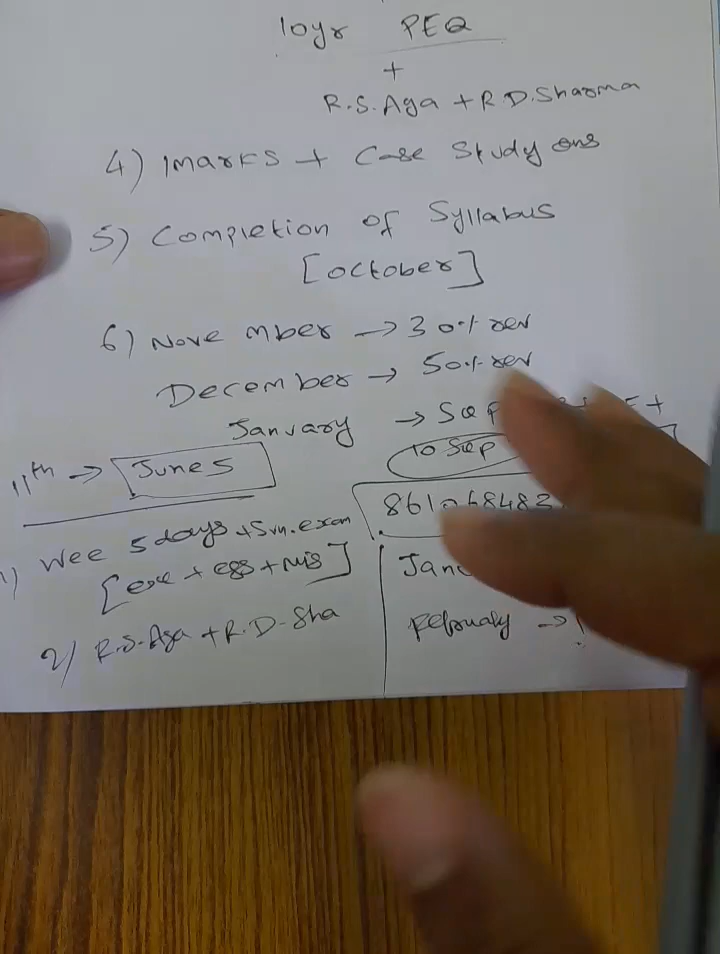 10yr PEQ
+
R.S.Aga + R.D.Sharma
4) 1marks + Case Study ons
5) Completion of Syllabus
[October]
6) November → 30% rev
December → 50% rev
January →
11th → June 5
10 Sep
1) Wee 5 days + Sun. exam
[exe + egs + mis]
2) R.S.Aga + R.D-Sha
861068483
February →